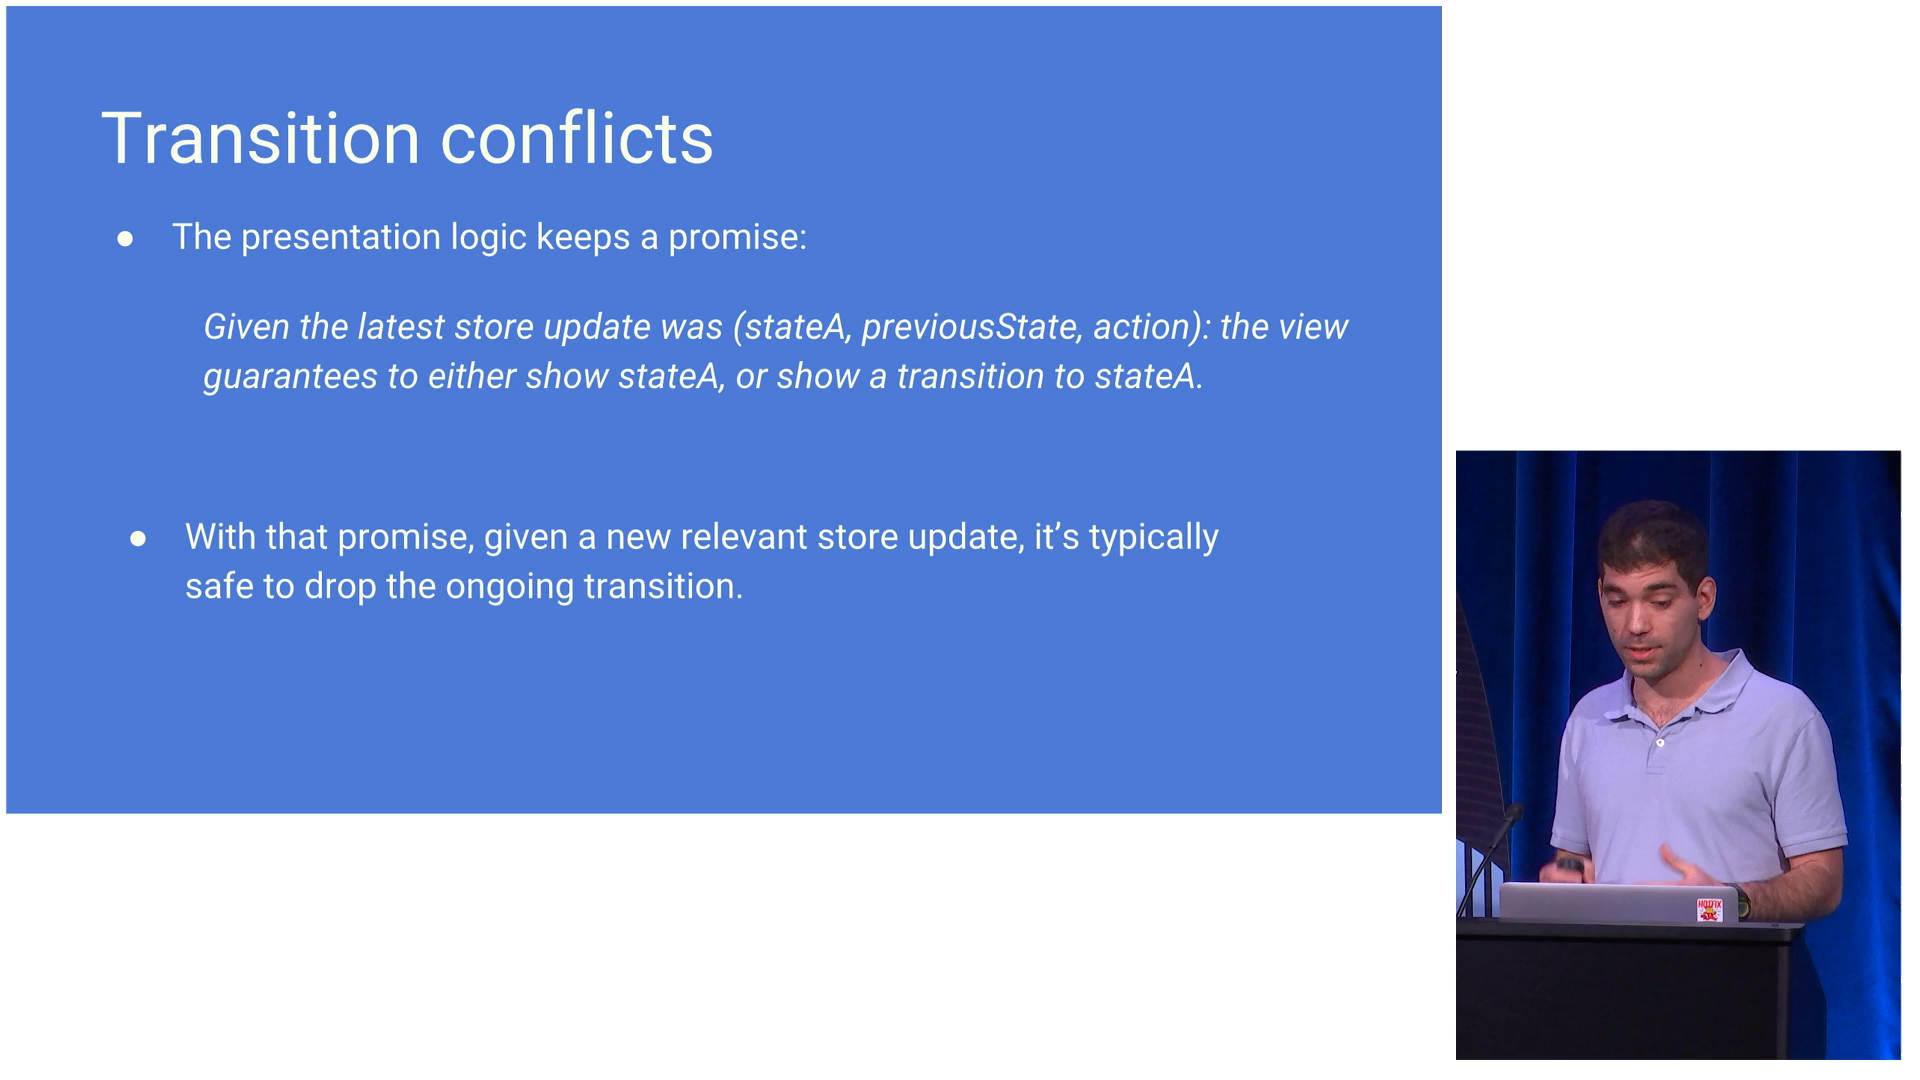 Transition conflicts
● The presentation logic keeps a promise:
Given the latest store update was (stateA, previousState, action): the view
guarantees to either show stateA, or show a transition to stateA.
● With that promise, given a new relevant store update, it’s typically
safe to drop the ongoing transition.
HOTFIX